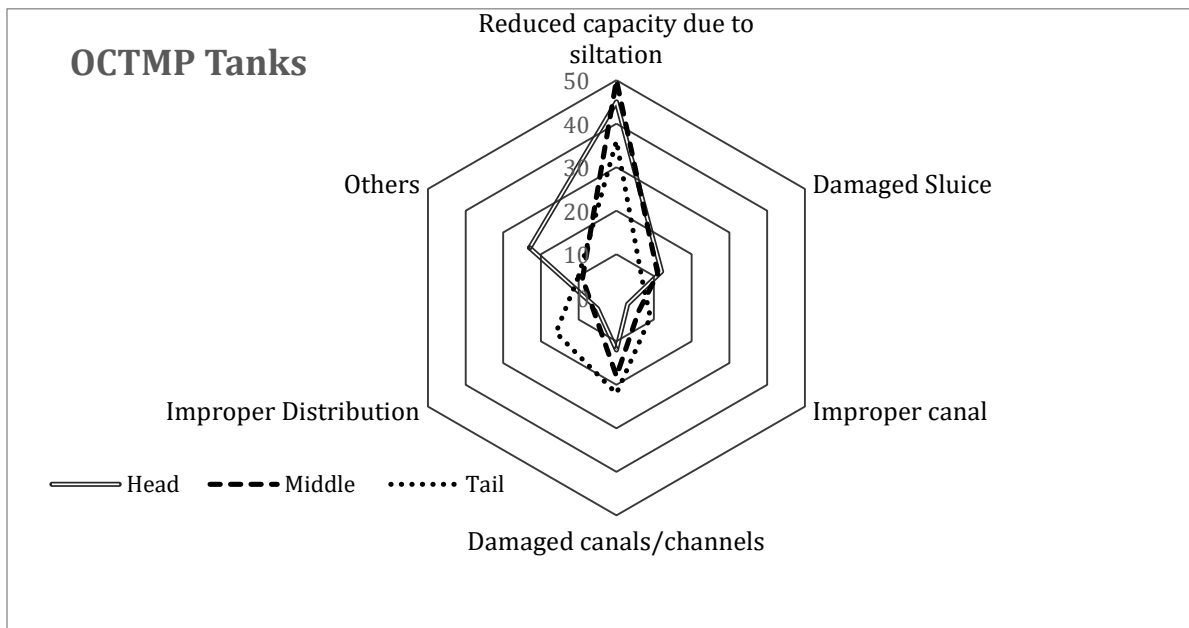 OCTMP Tanks
Reduced capacity due to
siltation
50
40
30
20
10
0
Others
Damaged Sluice
Improper Distribution
Improper canal
Head
Middle
Tail
Damaged canals/channels